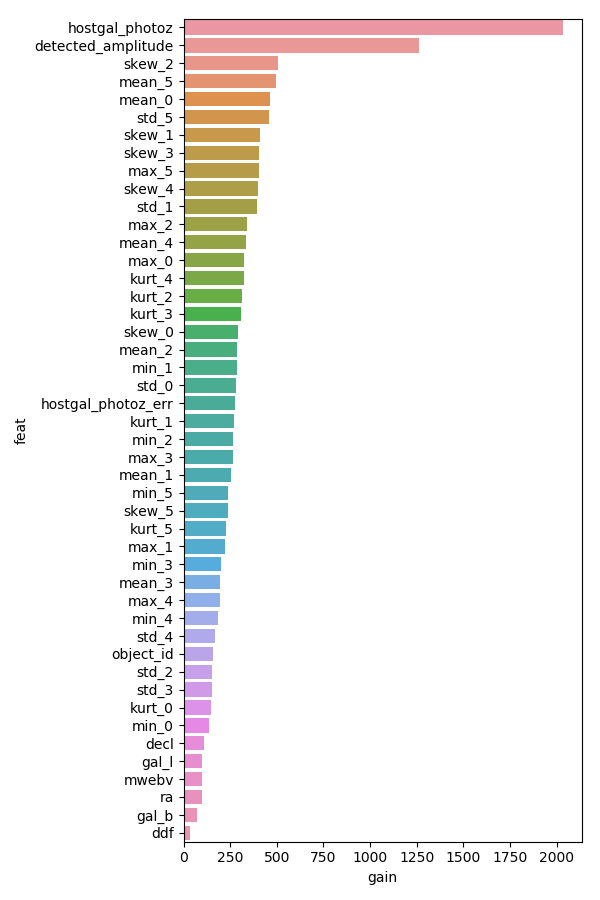 hostgal_photoz
detected_amplitude
skew_2
mean_5
mean_0
std_5
skew_1
skew_3
max_5
skew_4
std_1
max_2
mean_4
max_0
kurt_4
kurt_2
kurt_3
skew_0
mean_2
min_1
std_0
hostgal_photoz_err
kurt_1
min_2
max_3
mean_1
min_5
skew_5
kurt_5
max_1
min_3
mean_3
max_4
min_4
std_4
object_id
std_2
std_3
kurt_0
min_0
decl
gal_l
mwebv
ra
gal_b
ddf
feat
0 250 500 750 1000 1250 1500 1750 2000
gain